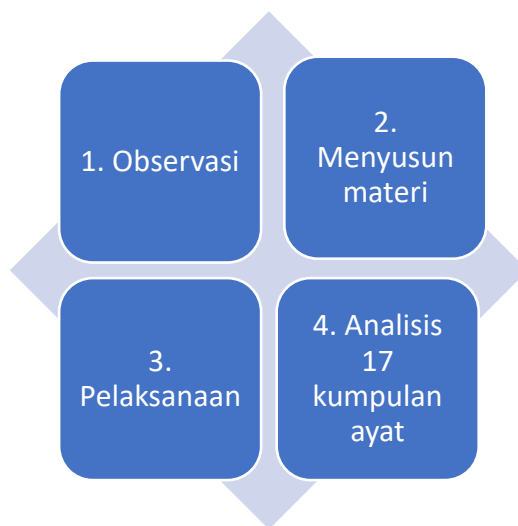 1. Observasi
2.
Menyusun
materi
3.
Pelaksanaan
4. Analisis
17
kumpulan
ayat